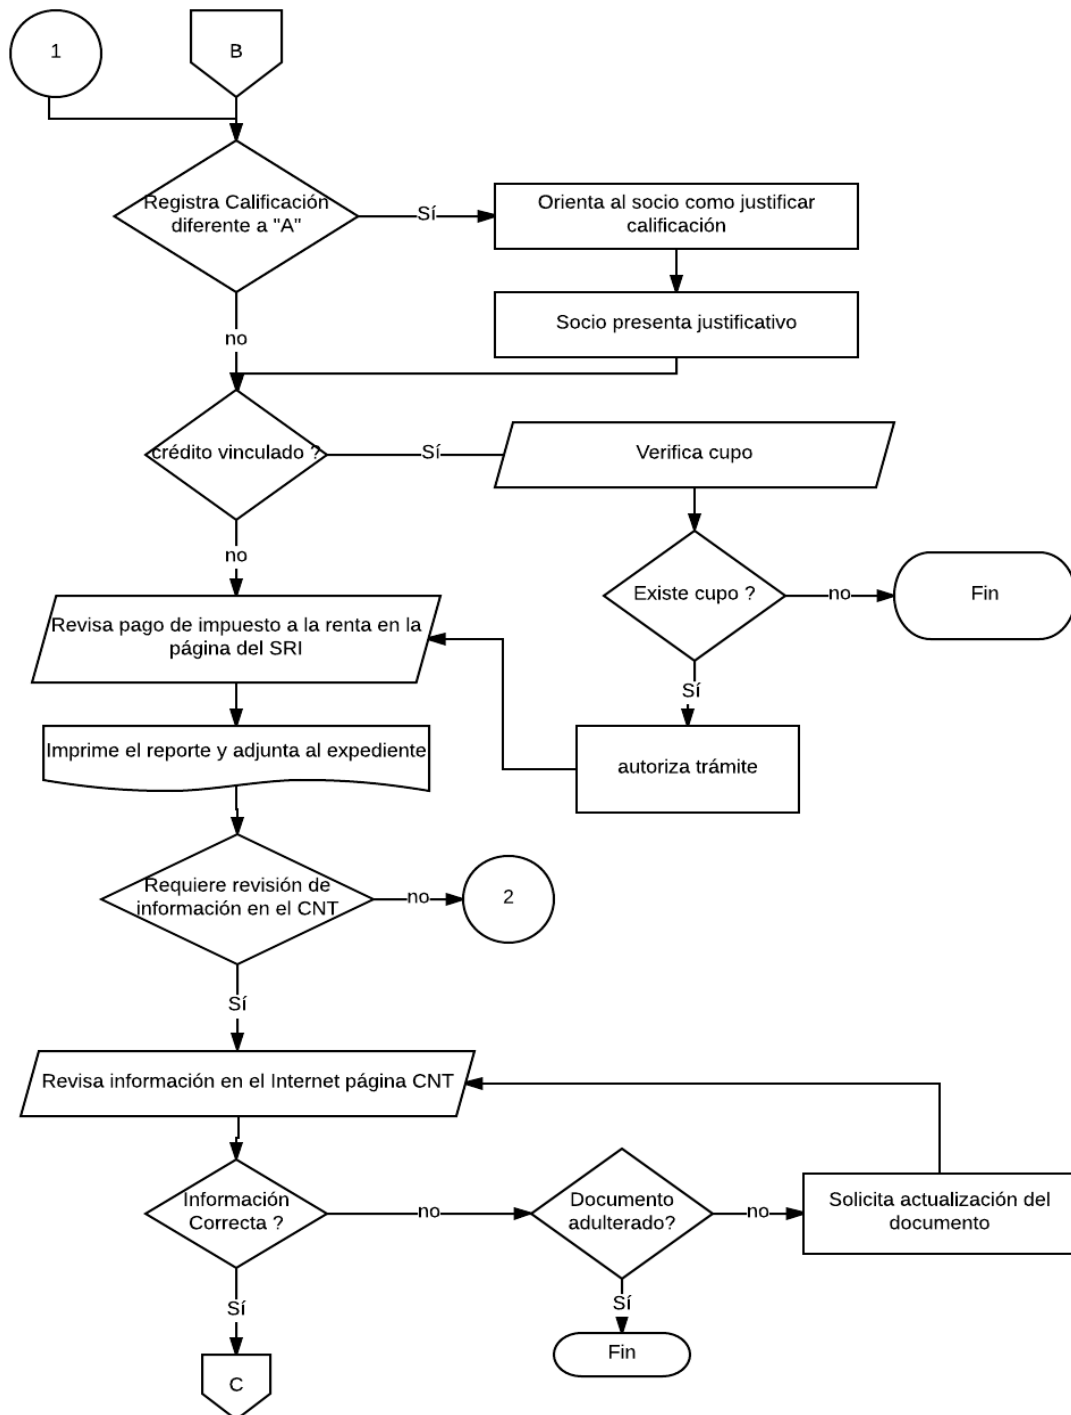 1
B
Registra Calificación
diferente a "A"
Sí
Orienta al socio como justificar
calificación
Socio presenta justificativo
no
crédito vinculado ?
Sí
Verifica cupo
no
Existe cupo ?
no
Fin
Revisa pago de impuesto a la renta en la
página del SRI
Sí
Imprime el reporte y adjunta al expediente
autoriza trámite
Requiere revisión de
información en el CNT
no
2
Sí
Revisa información en el Internet página CNT
Información
Correcta ?
no
Documento
adulterado?
no
Solicita actualización del
documento
Sí
Sí
Fin
C